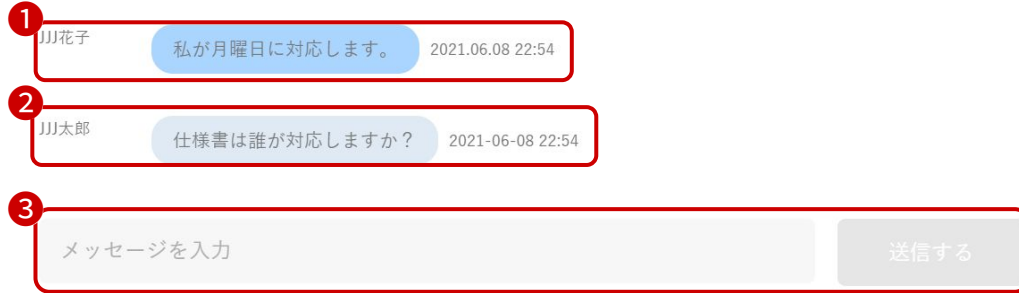 1
JJJ花子
私が月曜日に対応します。 2021.06.08 22:54
2
JJJ太郎
仕様書は誰が対応しますか？ 2021-06-08 22:54
3
メッセージを入力 送信する